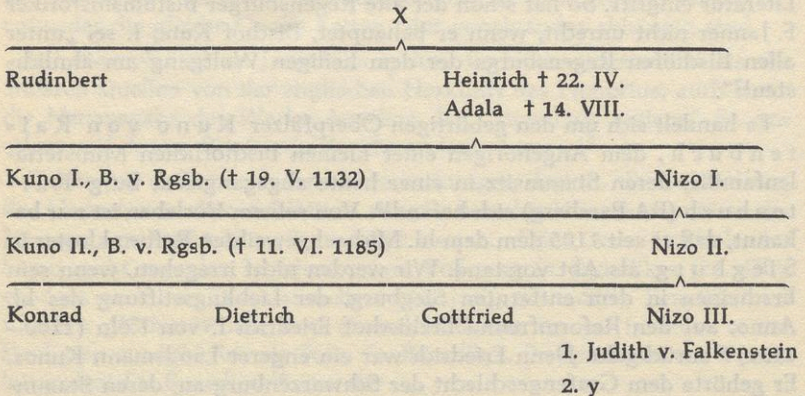 X
Rudinbert Heinrich † 22. IV.
Adala † 14. VIII.
Kuno I., B. v. Rgsb. († 19. V. 1132) Nizo I.
Kuno II., B. v. Rgsb. († 11. VI. 1185) Nizo II.
Konrad Dietrich Gottfried Nizo III.
1. Judith v. Falkenstein
2. y